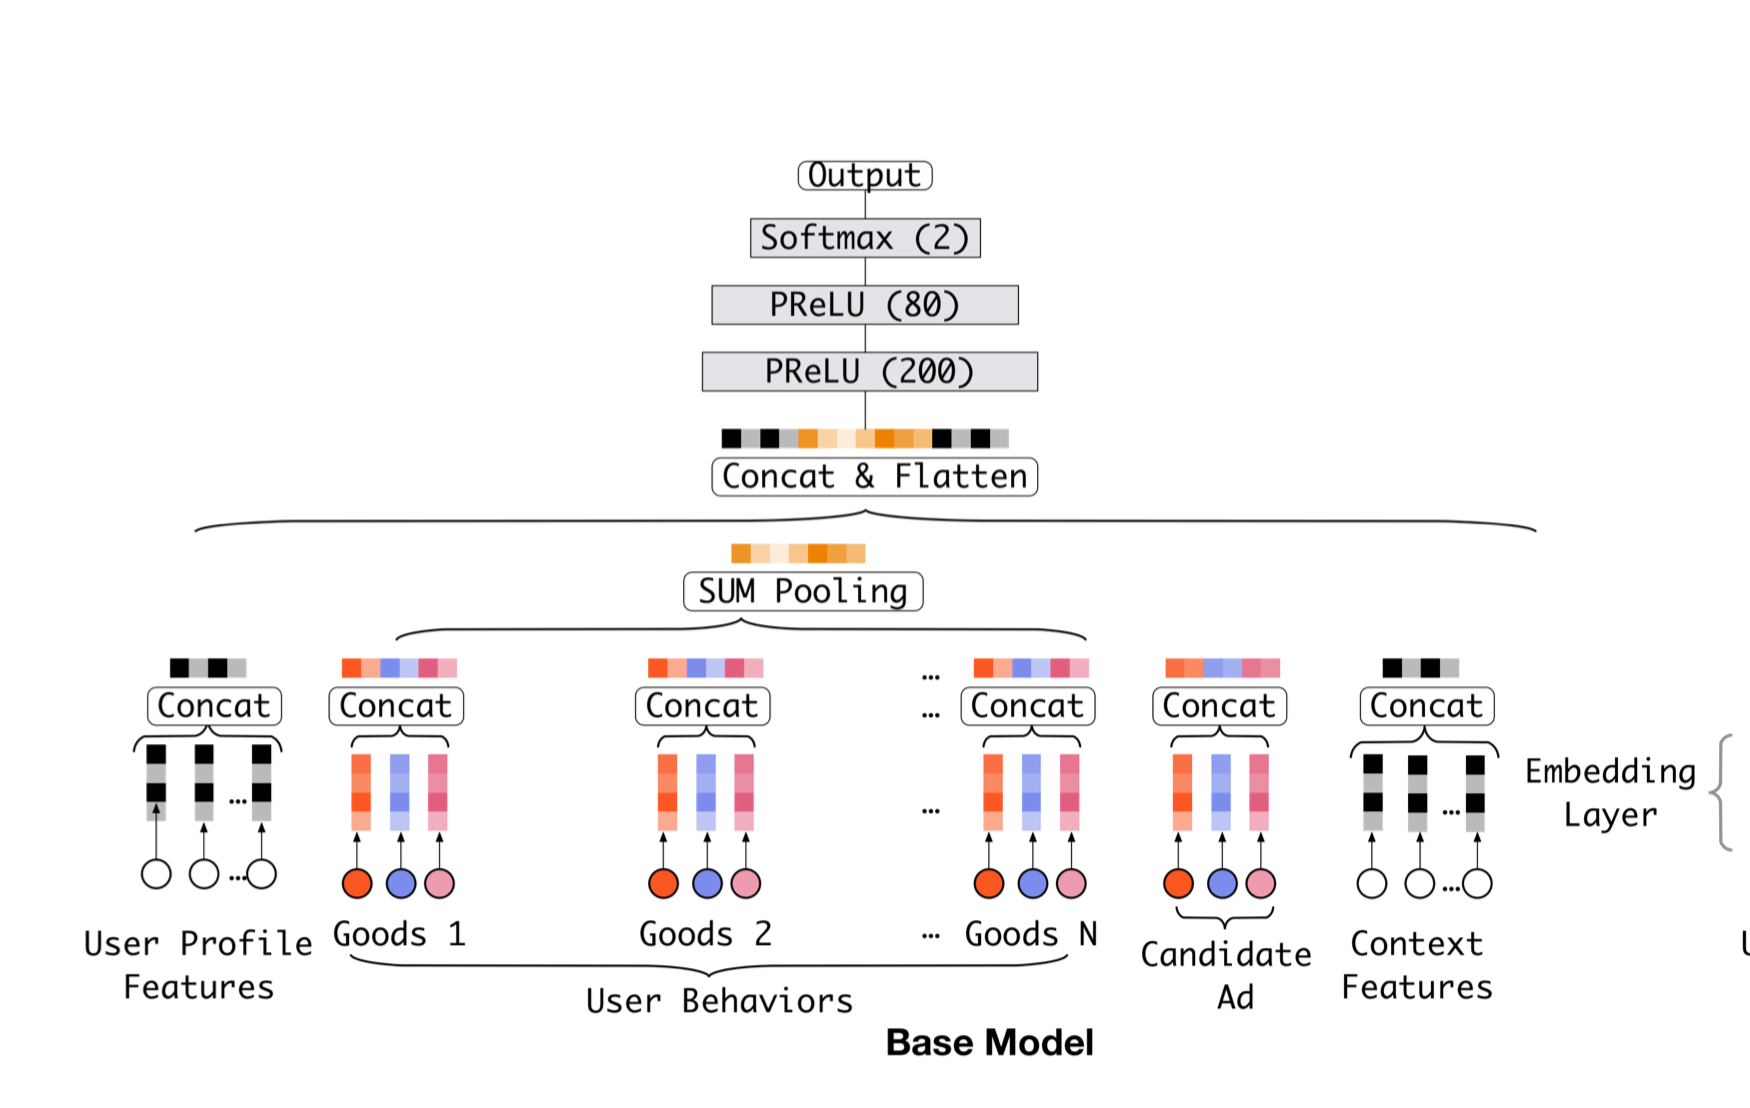 Output
Softmax (2)
PReLU (80)
PReLU (200)
Concat & Flatten
SUM Pooling
...
Concat
Concat
Concat
...
Concat
Concat
Concat
Embedding
Layer
...
...
...
...
...
User Profile
Features
Goods 1
Goods 2
...
Goods N
Candidate
Ad
Context
Features
User Behaviors
Base Model